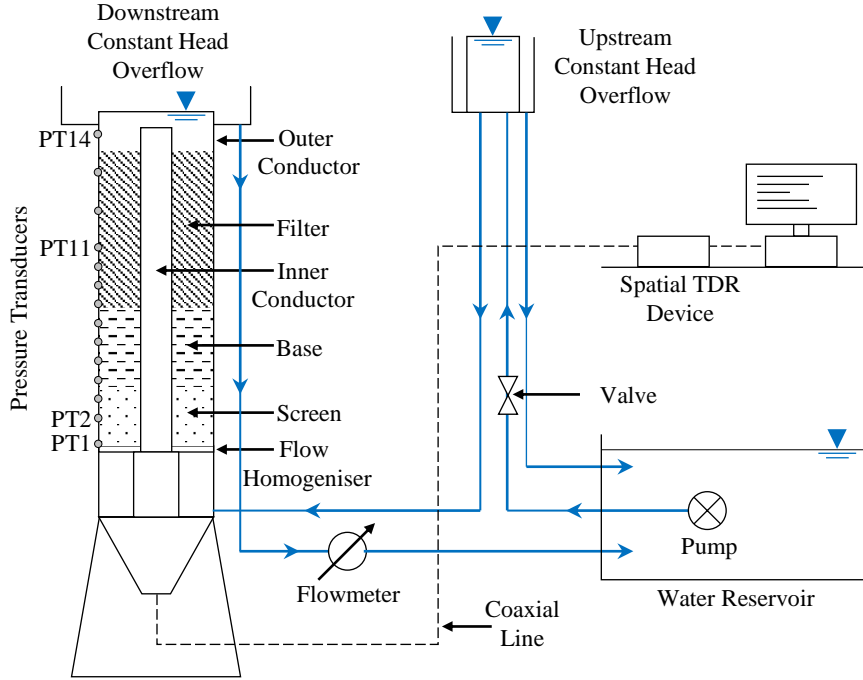 Downstream
Constant Head
Overflow
Upstream
Constant Head
Overflow
PT14
Outer
Conductor
Filter
PT11
Inner
Conductor
Pressure Transducers
Spatial TDR
Device
Base
Valve
Screen
PT2
PT1
Flow
Homogeniser
Pump
Flowmeter
Water Reservoir
Coaxial
Line